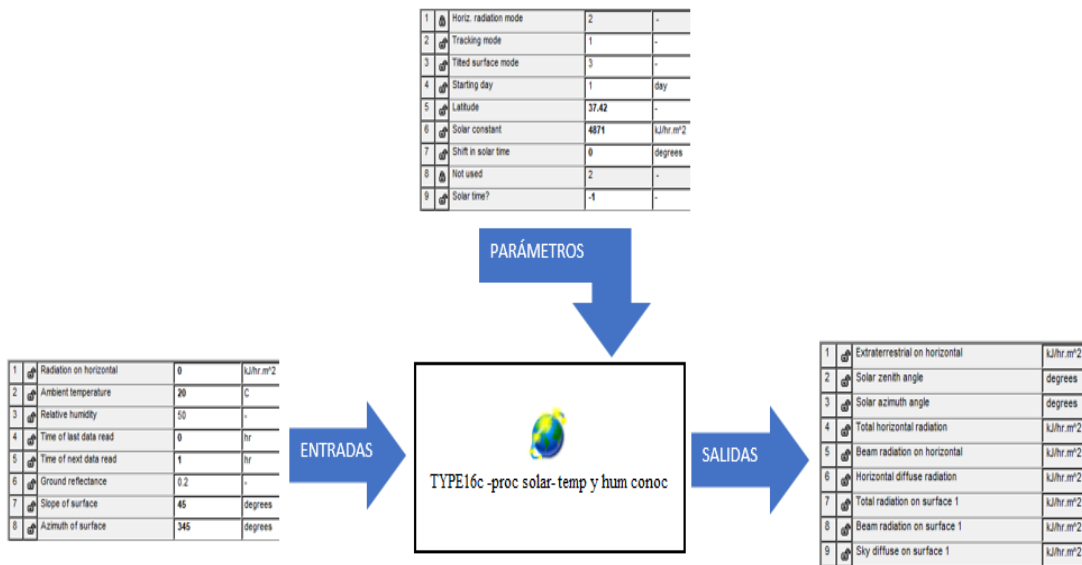 1 Horiz. radiation mode 2 -
2 Tracking mode 1 -
3 Tilted surface mode 3 -
4 Starting day 1 day
5 Latitude 37.42 -
6 Solar constant 4871 kJ/hr.m^2
7 Shift in solar time 0 degrees
8 Not used 2 -
9 Solar time? -1 -
PARÁMETROS
1 Radiation on horizontal 0 kJ/hr.m^2
2 Ambient temperature 20 C
3 Relative humidity 50 -
4 Time of last data read 0 hr
5 Time of next data read 1 hr
6 Ground reflectance 0.2 -
7 Slope of surface 45 degrees
8 Azimuth of surface 345 degrees
ENTRADAS
TYPE16c -proc solar- temp y hum conoc
SALIDAS
1 Extraterrestrial on horizontal kJ/hr.m^2
2 Solar zenith angle degrees
3 Solar azimuth angle degrees
4 Total horizontal radiation kJ/hr.m^2
5 Beam radiation on horizontal kJ/hr.m^2
6 Horizontal diffuse radiation kJ/hr.m^2
7 Total radiation on surface 1 kJ/hr.m^2
8 Beam radiation on surface 1 kJ/hr.m^2
9 Sky diffuse on surface 1 kJ/hr.m^2